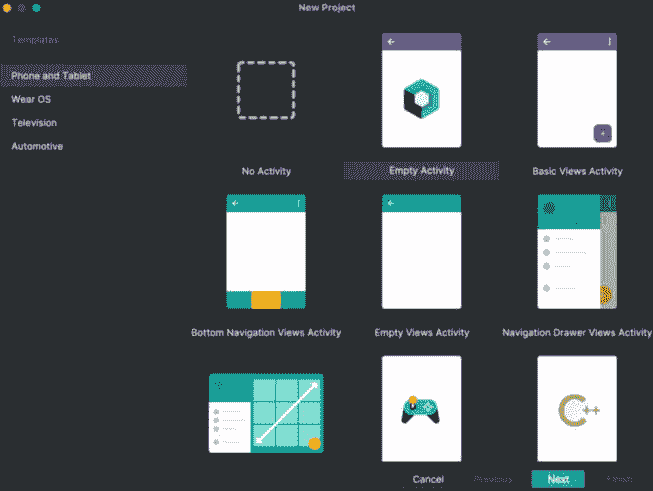 New Project
Templates
Phone and Tablet
Wear OS
Television
Automotive
No Activity
Empty Activity
Basic Views Activity
Bottom Navigation Views Activity
Empty Views Activity
Navigation Drawer Views Activity
C++
Cancel
Previous
Next
Finish